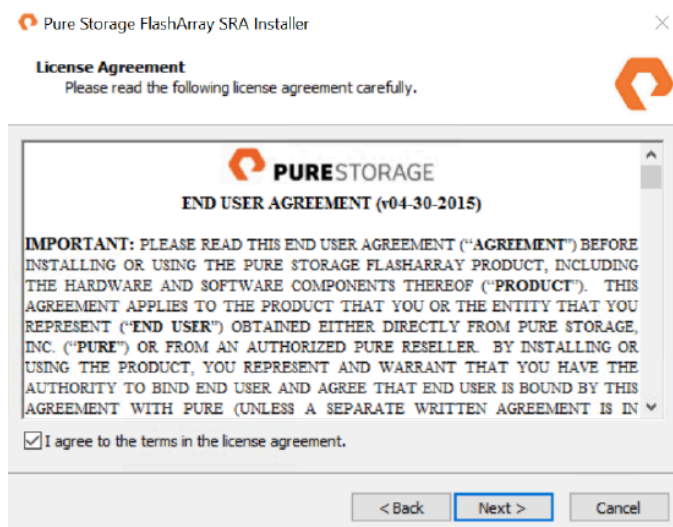 Pure Storage FlashArray SRA Installer
License Agreement
Please read the following license agreement carefully.
PURESTORAGE
END USER AGREEMENT (v04-30-2015)
IMPORTANT: PLEASE READ THIS END USER AGREEMENT (“AGREEMENT”) BEFORE
INSTALLING OR USING THE PURE STORAGE FLASHARRAY PRODUCT, INCLUDING
THE HARDWARE AND SOFTWARE COMPONENTS THEREOF (“PRODUCT”). THIS
AGREEMENT APPLIES TO THE PRODUCT THAT YOU OR THE ENTITY THAT YOU
REPRESENT (“END USER”) OBTAINED EITHER DIRECTLY FROM PURE STORAGE,
INC. (“PURE”) OR FROM AN AUTHORIZED PURE RESELLER. BY INSTALLING OR
USING THE PRODUCT, YOU REPRESENT AND WARRANT THAT YOU HAVE THE
AUTHORITY TO BIND END USER AND AGREE THAT END USER IS BOUND BY THIS
AGREEMENT WITH PURE (UNLESS A SEPARATE WRITTEN AGREEMENT IS IN
I agree to the terms in the license agreement.
< Back Next > Cancel